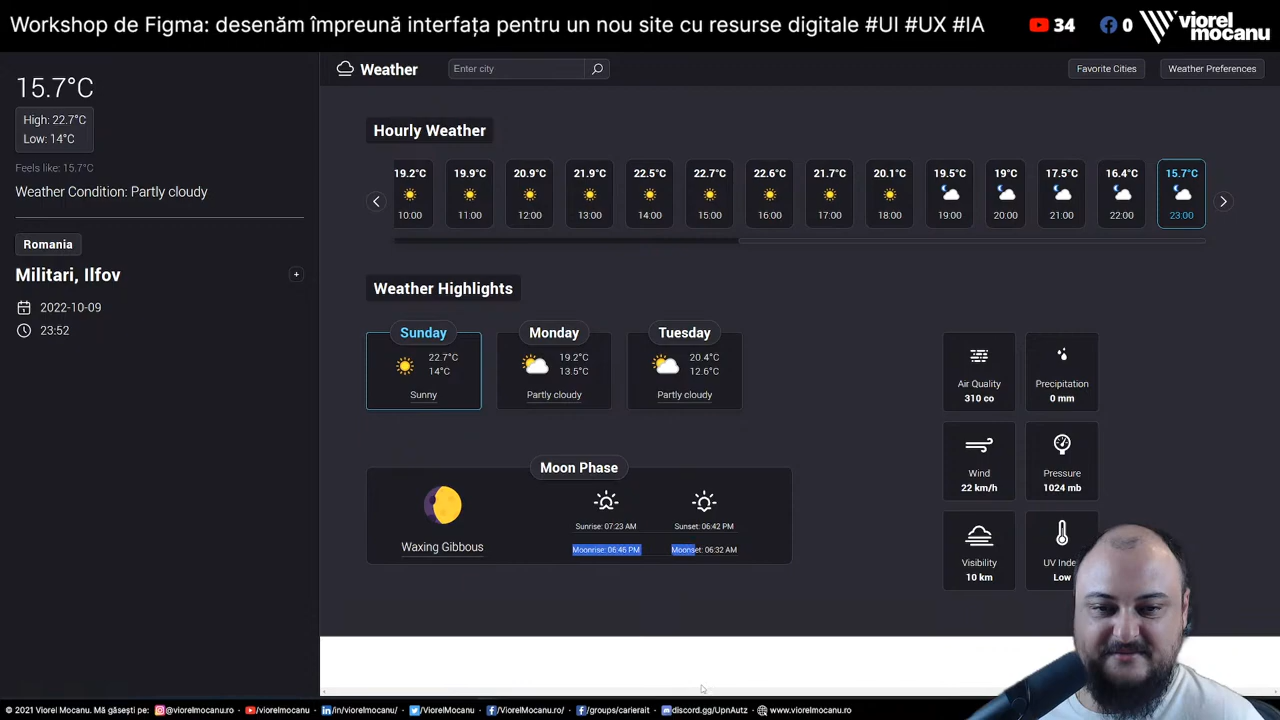 Workshop de Figma: desenăm împreună interfața pentru un nou site cu resurse digitale #UI #UX #IA
34
0
viorel
mocanu
15.7°C
High: 22.7°C
Low: 14°C
Feels like: 15.7°C
Weather Condition: Partly cloudy
Romania
Militari, Ilfov
+
2022-10-09
23:52
Weather
Enter city
Favorite Cities
Weather Preferences
Hourly Weather
19.2°C 19.9°C 20.9°C 21.9°C 22.5°C 22.7°C 22.6°C 21.7°C 20.1°C 19.5°C 19°C 17.5°C 16.4°C 15.7°C
10:00 11:00 12:00 13:00 14:00 15:00 16:00 17:00 18:00 19:00 20:00 21:00 22:00 23:00
Weather Highlights
Sunday
22.7°C
14°C
Sunny
Monday
19.2°C
13.5°C
Partly cloudy
Tuesday
20.4°C
12.6°C
Partly cloudy
Moon Phase
Waxing Gibbous
Sunrise: 07:23 AM
Sunset: 06:42 PM
Moonrise: 06:46 PM
Moonset: 06:32 AM
Air Quality
310 co
Precipitation
0 mm
Wind
22 km/h
Pressure
1024 mb
Visibility
10 km
UV Inde
Low
© 2021 Viorel Mocanu. Mă găsești pe: @viorelmocanu.ro /viorelmocanu /in/viorelmocanu/ /ViorelMocanu /ViorelMocanu.ro/ /groups/carierait discord.gg/UpnAutz www.viorelmocanu.ro